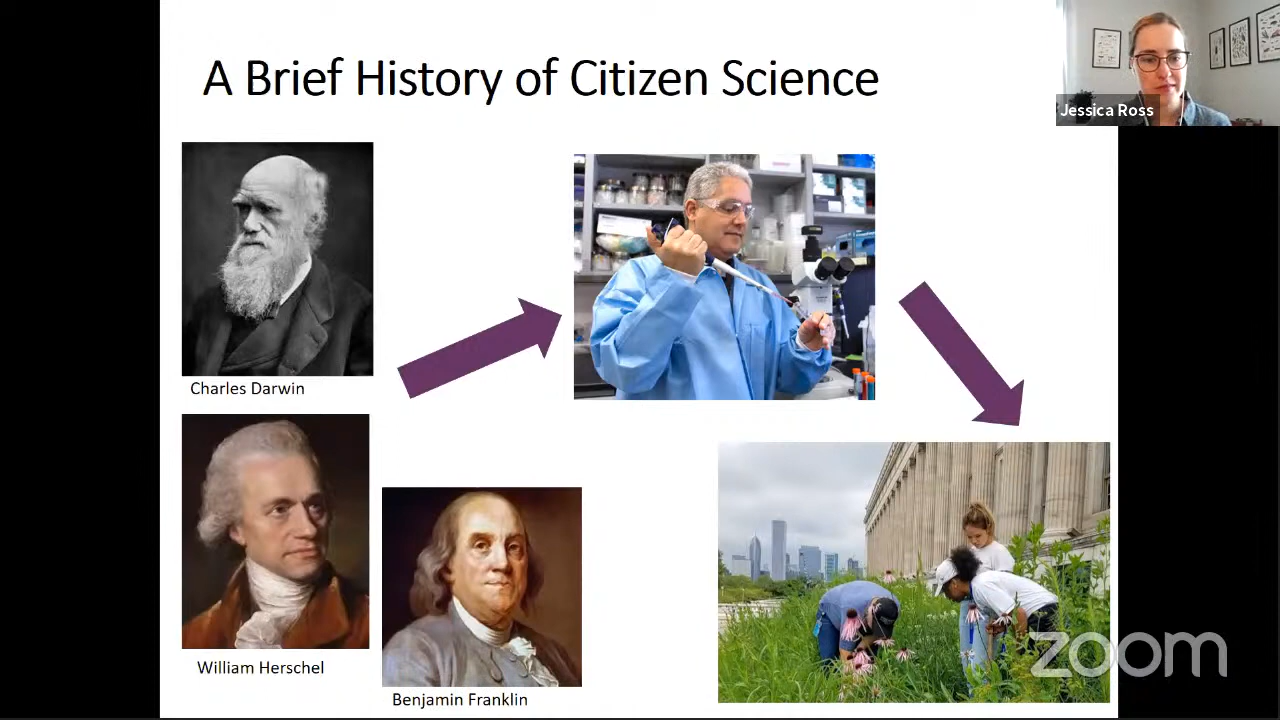 A Brief History of Citizen Science
Jessica Ross
Charles Darwin
William Herschel
Benjamin Franklin
zoom